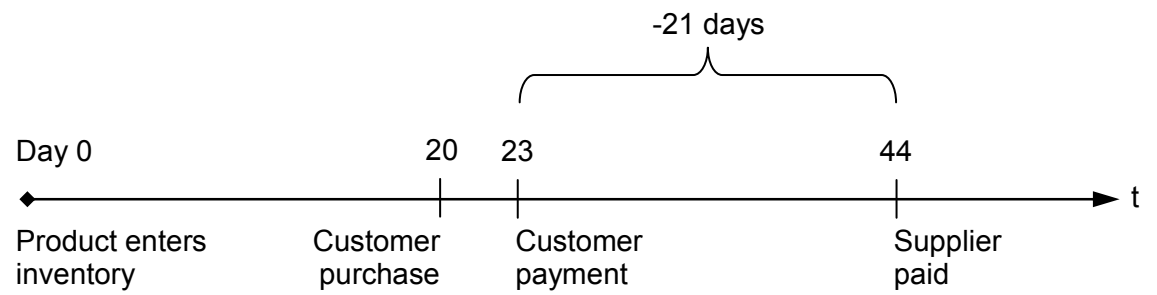 -21 days
Day 0
20
23
44
t
Product enters
inventory
Customer
purchase
Customer
payment
Supplier
paid